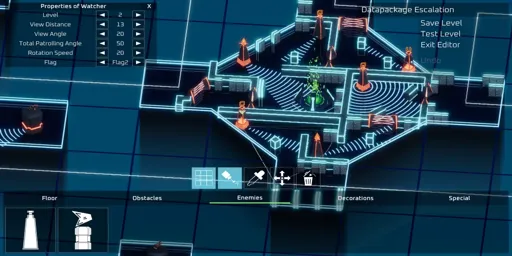 Properties of Watcher X
Level 2
View Distance 13
View Angle 20
Total Patrolling Angle 50
Rotation Speed 20
Flag Flag2
Datapackage Escalation
Save Level
Test Level
Exit Editor
Undo
Floor Obstacles Enemies Decorations Special